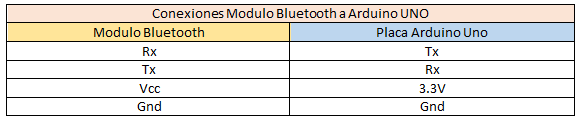 Conexiones Modulo Bluetooth a Arduino UNO
Modulo Bluetooth Placa Arduino Uno
Rx Tx
Tx Rx
Vcc 3.3V
Gnd Gnd